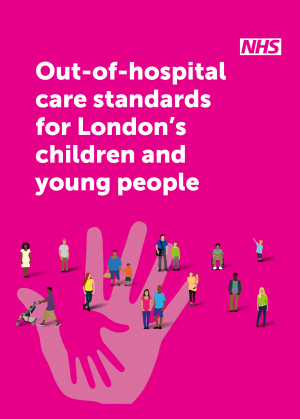 NHS
Out-of-hospital
care standards
for London's
children and
young people